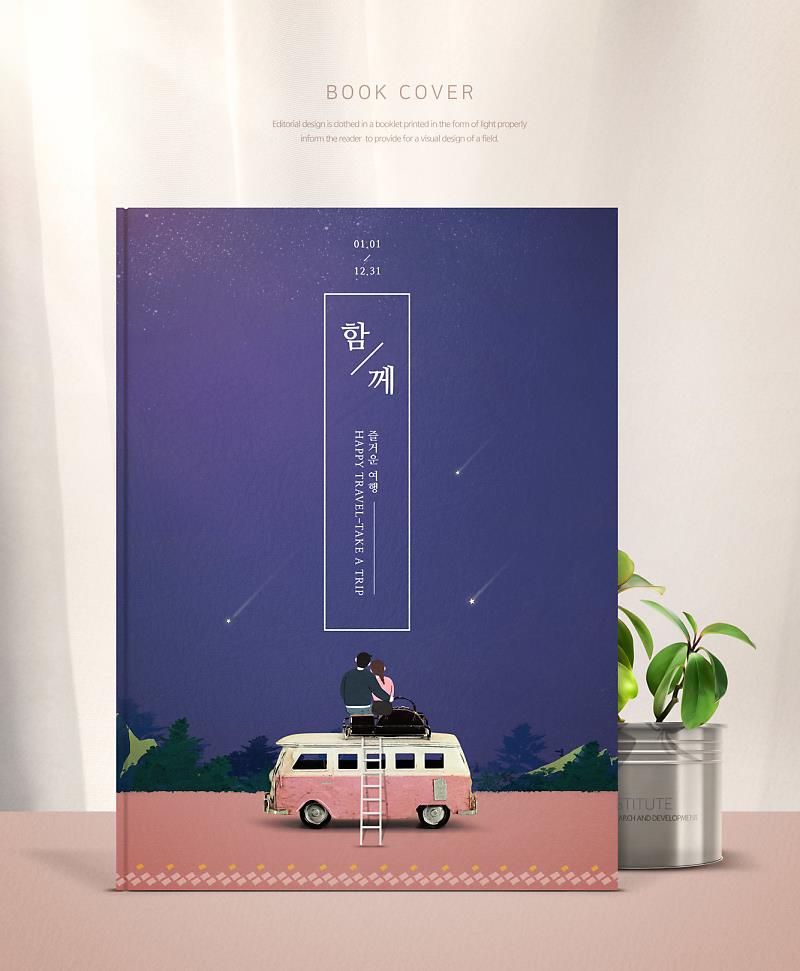 BOOK COVER
Editorial design is clothed in a booklet printed in the form of light properly
inform the reader to provide for a visual design of a field.
01.01
/
12.31
함/께
즐거운 여행
HAPPY TRAVEL-TAKE A TRIP
STITUTE
ARCH AND DEVELOPMENT